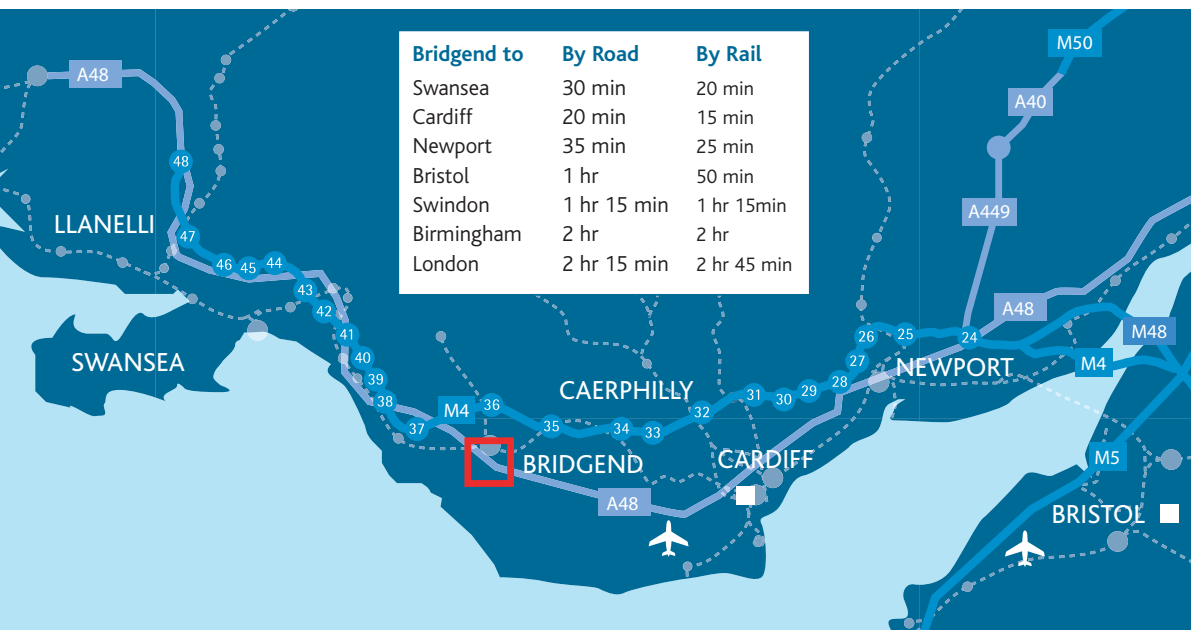 M50
Bridgend to By Road By Rail
Swansea 30 min 20 min
Cardiff 20 min 15 min
Newport 35 min 25 min
Bristol 1 hr 50 min
Swindon 1 hr 15 min 1 hr 15min
Birmingham 2 hr 2 hr
London 2 hr 15 min 2 hr 45 min
A48
A40
48
A449
LLANELLI
47
46 45 44
43
42
A48
41
M48
26 25 24
SWANSEA
40
27
M4
39
28
NEWPORT
38
CAERPHILLY
31 30 29
M4 36
32
37
35 34 33
BRIDGEND
CARDIFF
M5
A48
BRISTOL